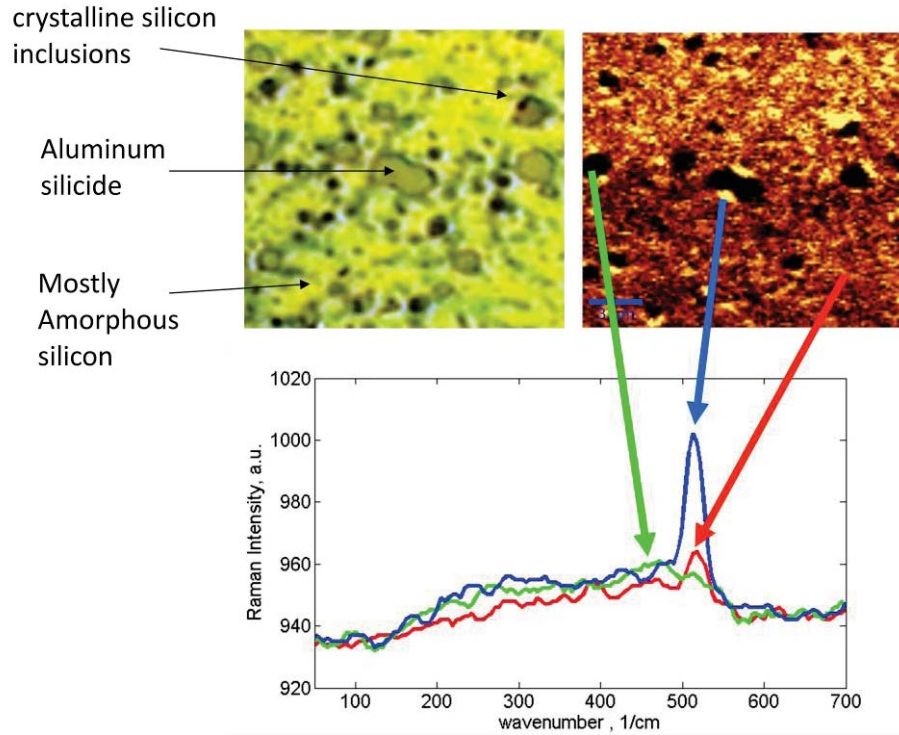 crystalline silicon
inclusions
Aluminum
silicide
Mostly
Amorphous
silicon
1020
1000
980
960
940
920
Raman Intensity, a.u.
100 200 300 400 500 600 700
wavenumber , 1/cm